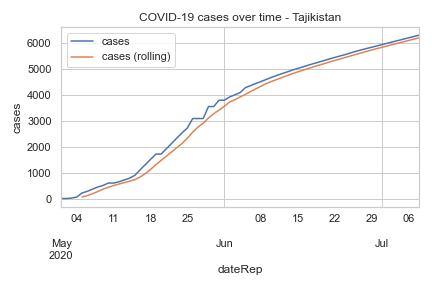 COVID-19 cases over time - Tajikistan
cases
cases (rolling)
6000
5000
4000
3000
2000
1000
0
cases
04 11 18 25 08 15 22 29 06
May Jun Jul
2020
dateRep